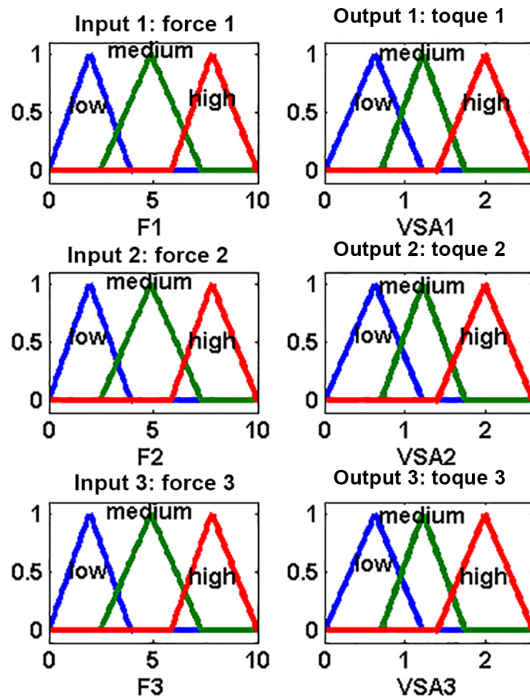 Input 1: force 1
Output 1: toque 1
1
medium
low
high
0.5
0
0
5
10
F1
medium
low
high
0
1
2
VSA1
Input 2: force 2
Output 2: toque 2
1
medium
low
high
0.5
0
0
5
10
F2
medium
low
high
0
1
2
VSA2
Input 3: force 3
Output 3: toque 3
1
medium
low
high
0.5
0
0
5
10
F3
medium
low
high
1
0.5
0
0
1
2
VSA3